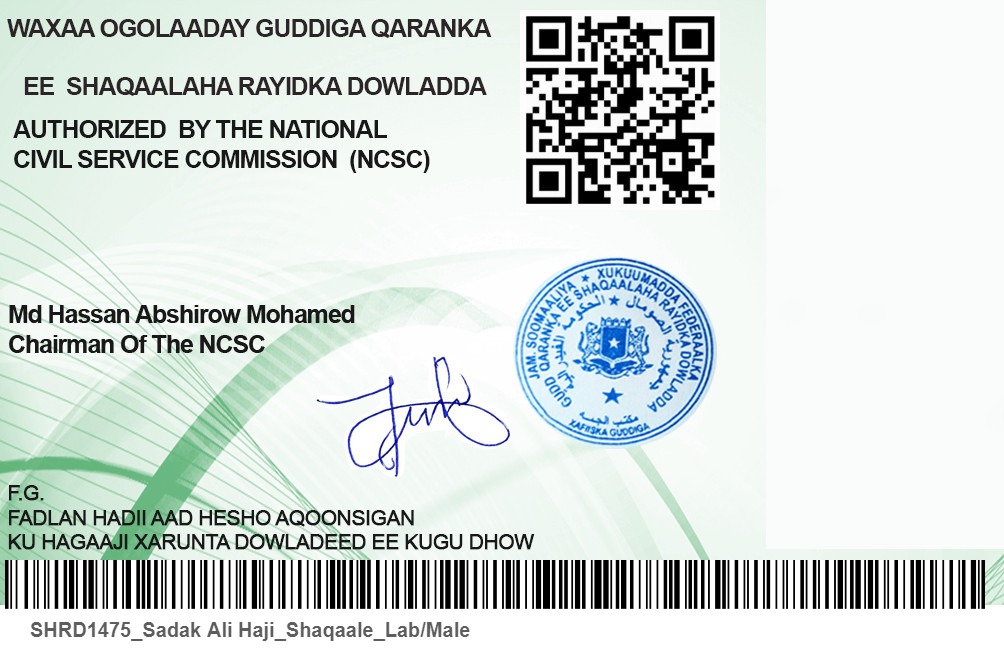 WAXAA OGOLAADAY GUDDIGA QARANKA
EE SHAQAALAHA RAYIDKA DOWLADDA
AUTHORIZED BY THE NATIONAL
CIVIL SERVICE COMMISSION (NCSC)
Md Hassan Abshirow Mohamed
Chairman Of The NCSC
JAM. SOOMAALIYA ★ XUKUUMADDA FEDERAALKA
GUDD QARANKA EE SHAQAALAHA RAYIDKA DOWLADDA
XAFIISKA GUDDIGA
F.G.
FADLAN HADII AAD HESHO AQOONSIGAN
KU HAGAAJI XARUNTA DOWLADEED EE KUGU DHOW
SHRD1475_Sadak Ali Haji_Shaqaale_Lab/Male